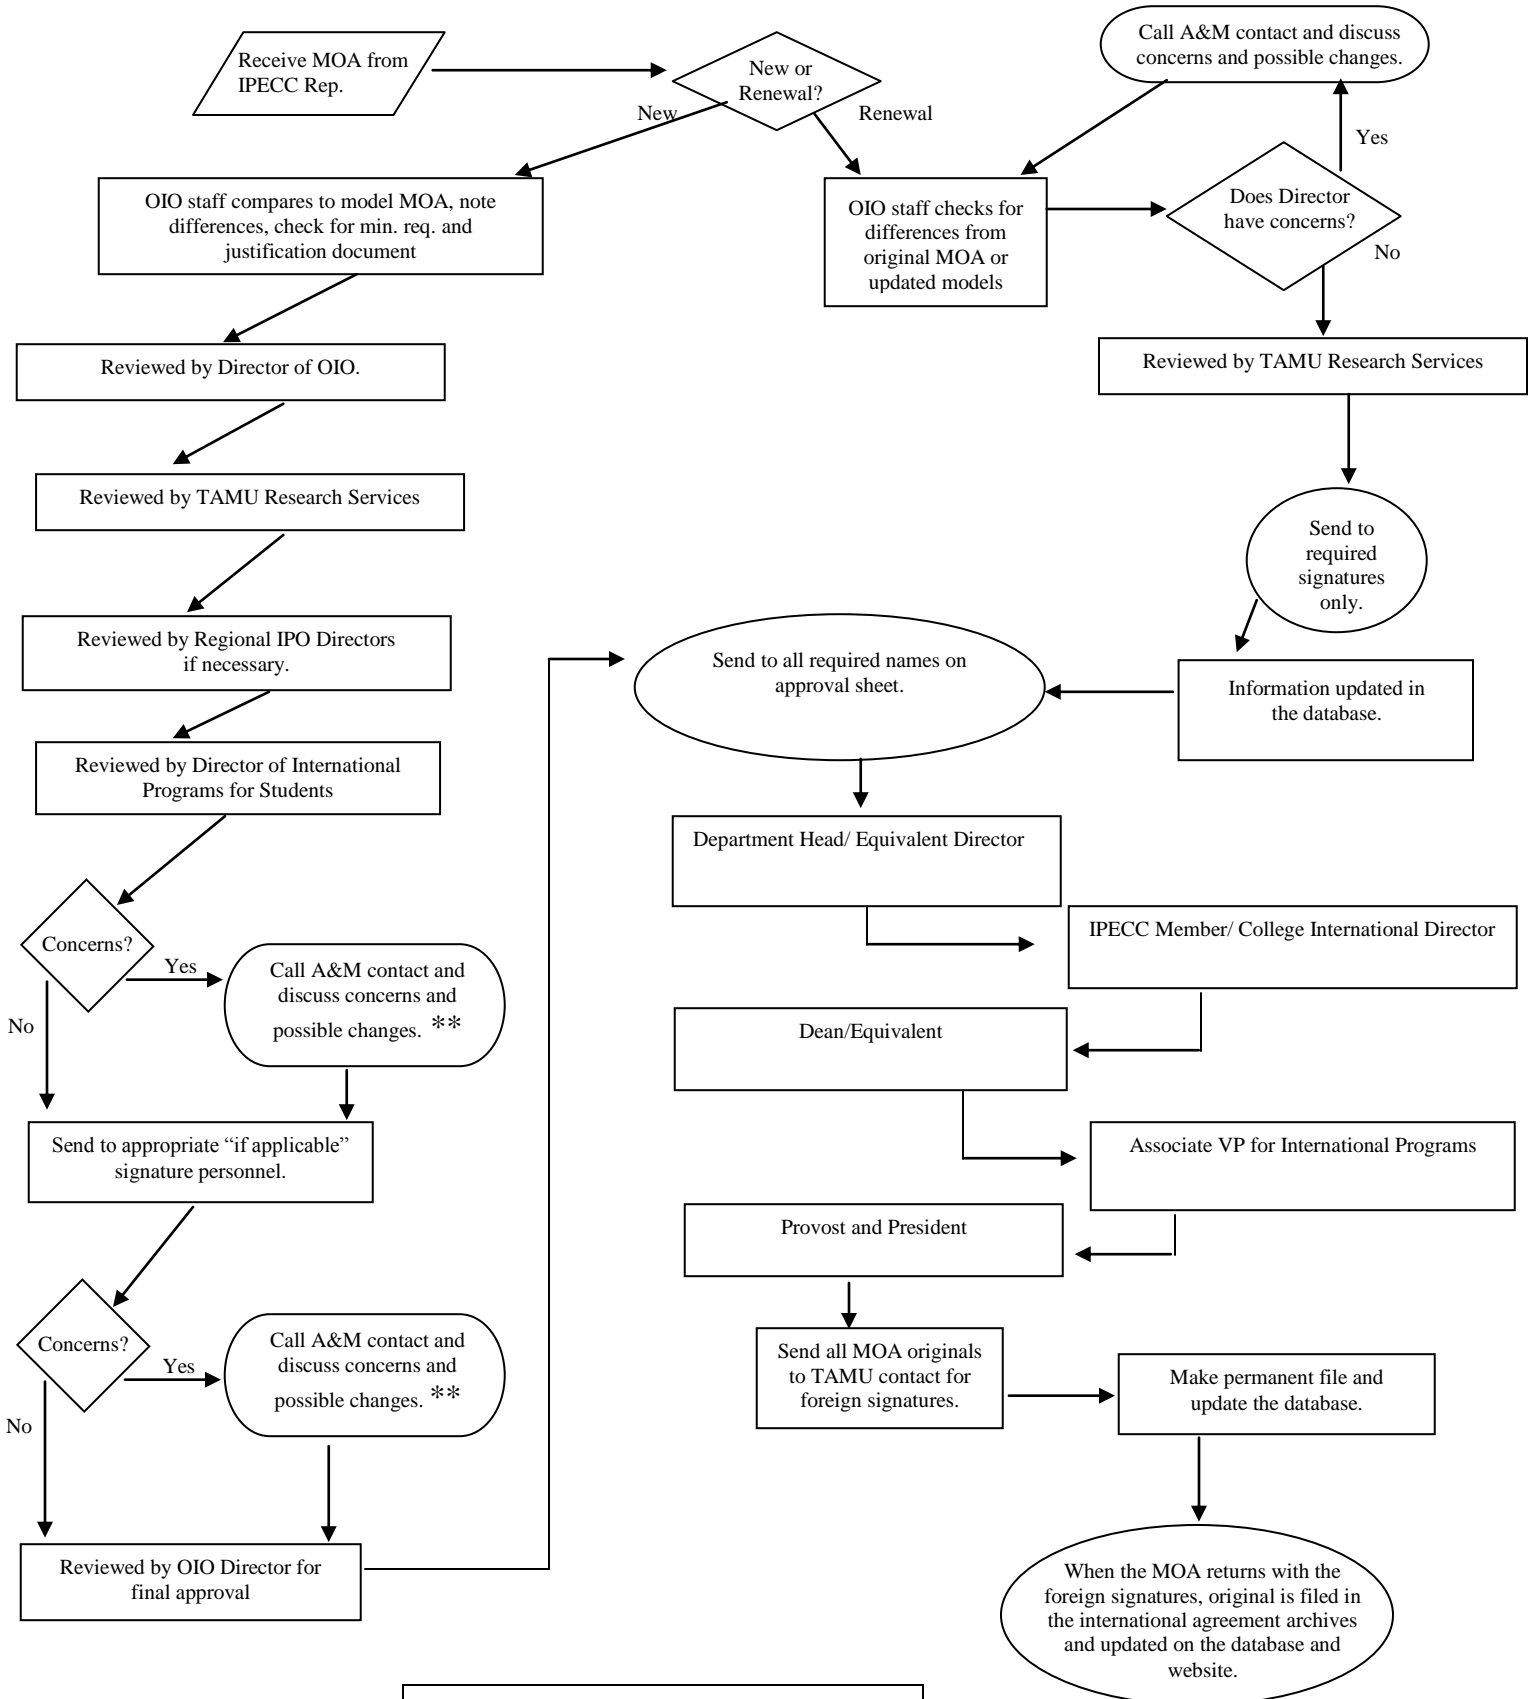 Receive MOA from
IPECC Rep.
New or
Renewal?
New
Renewal
Call A&M contact and discuss
concerns and possible changes.
Yes
Does Director
have concerns?
No
OIO staff checks for
differences from
original MOA or
updated models
OIO staff compares to model MOA, note
differences, check for min. req. and
justification document
Reviewed by Director of OIO.
Reviewed by TAMU Research Services
Reviewed by Regional IPO Directors
if necessary.
Reviewed by Director of International
Programs for Students
Concerns?
Yes
No
Call A&M contact and
discuss concerns and
possible changes. **
Send to appropriate “if applicable”
signature personnel.
Concerns?
Yes
No
Call A&M contact and
discuss concerns and
possible changes. **
Reviewed by OIO Director for
final approval
Reviewed by TAMU Research Services
Send to
required
signatures
only.
Information updated in
the database.
Send to all required names on
approval sheet.
Department Head/ Equivalent Director
IPECC Member/ College International Director
Dean/Equivalent
Associate VP for International Programs
Provost and President
Send all MOA originals
to TAMU contact for
foreign signatures.
Make permanent file and
update the database.
When the MOA returns with the
foreign signatures, original is filed in
the international agreement archives
and updated on the database and
website.